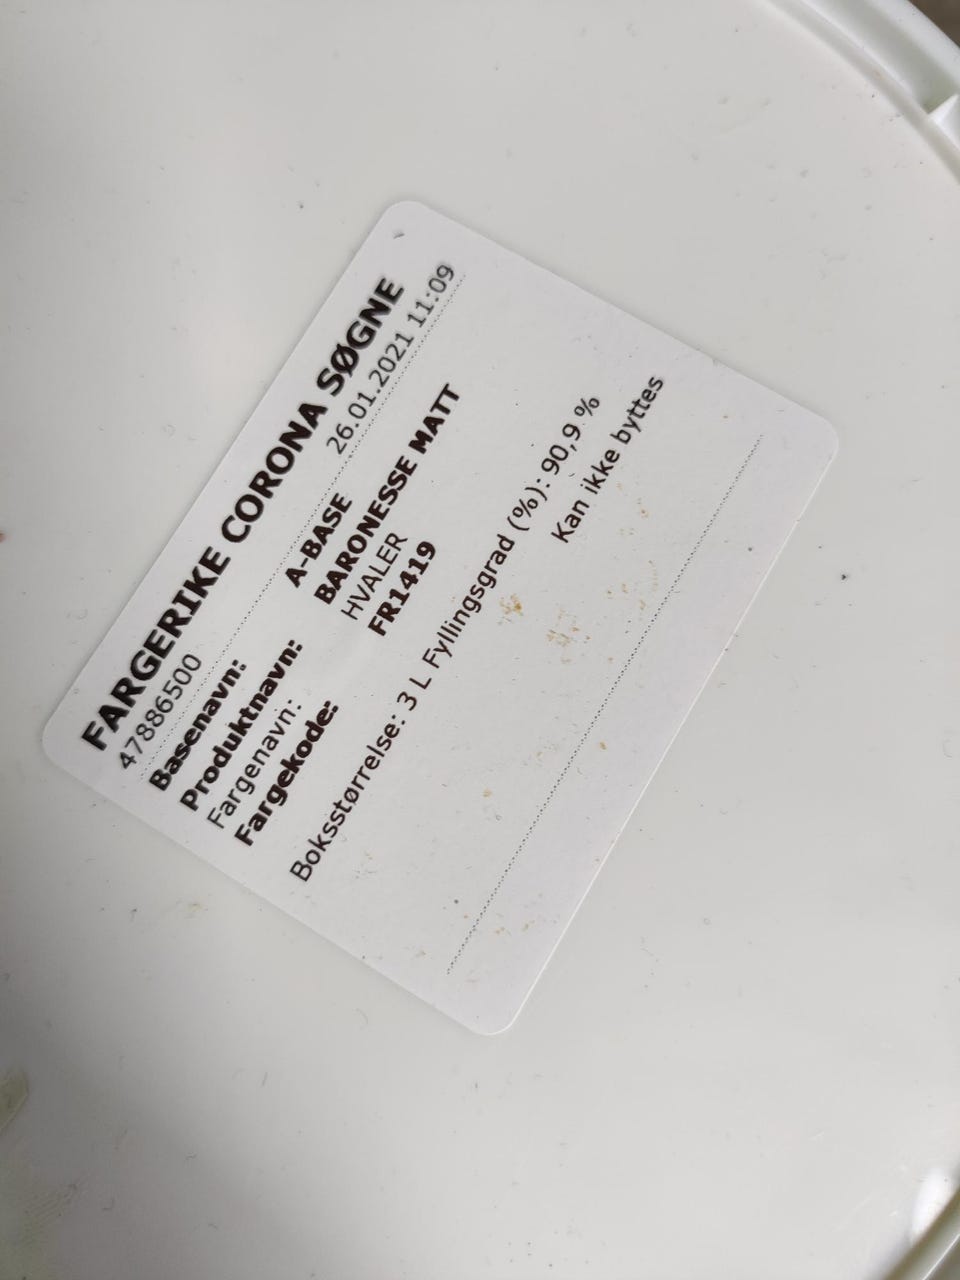 FARGERIKE CORONA SØGNE
47886500 26.01.2021 11:09
Basenavn: A-BASE
Produktnavn: BARONESSE MATT
Fargenavn: HVALER
Fargekode: FR1419
Boksstørrelse: 3 L Fyllingsgrad (%): 90,9 %
Kan ikke byttes